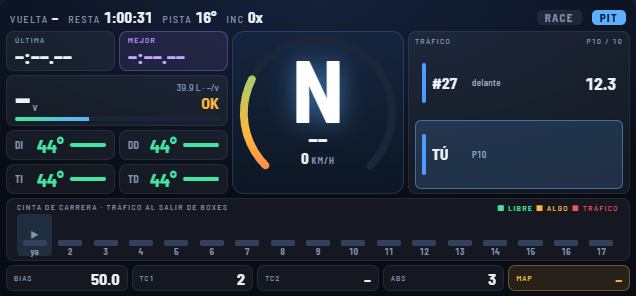 VUELTA – RESTA 1:00:31 PISTA 16° INC 0x RACE PIT
ÚLTIMA
–:––.––
MEJOR
–:––.––
39.9 L · –/v
– v OK
DI 44° DD 44°
TI 44° TD 44°
N
––
0 KM/H
TRÁFICO P10 / 10
#27 delante 12.3
TÚ P10
CINTA DE CARRERA · TRÁFICO AL SALIR DE BOXES LIBRE ALGO TRÁFICO
ya 2 3 4 5 6 7 8 9 10 11 12 13 14 15 16 17
BIAS 50.0 TC1 2 TC2 – ABS 3 MAP –